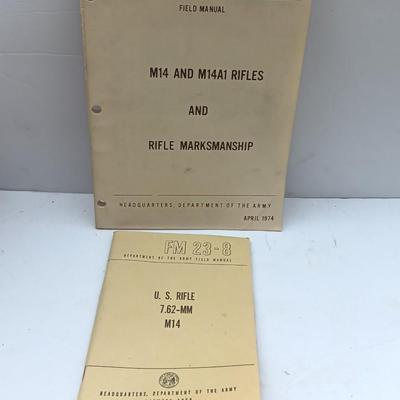 FIELD MANUAL
M14 AND M14A1 RIFLES
AND
RIFLE MARKSMANSHIP
HEADQUARTERS, DEPARTMENT OF THE ARMY
APRIL 1974
FM 23-8
DEPARTMENT OF THE ARMY FIELD MANUAL
U. S. RIFLE
7.62-MM
M14
HEADQUARTERS, DEPARTMENT OF THE ARMY